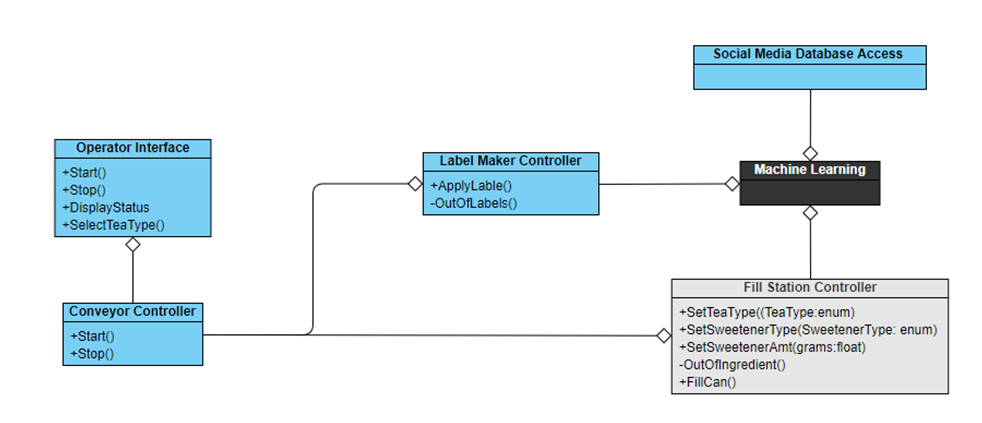 Social Media Database Access
Operator Interface
+Start()
+Stop()
+DisplayStatus
+SelectTeaType()
Label Maker Controller
+ApplyLable()
-OutOfLabels()
Machine Learning
Conveyor Controller
+Start()
+Stop()
Fill Station Controller
+SetTeaType((TeaType:enum)
+SetSweetenerType(SweetenerType: enum)
+SetSweetenerAmt(grams:float)
-OutOfIngredient()
+FillCan()